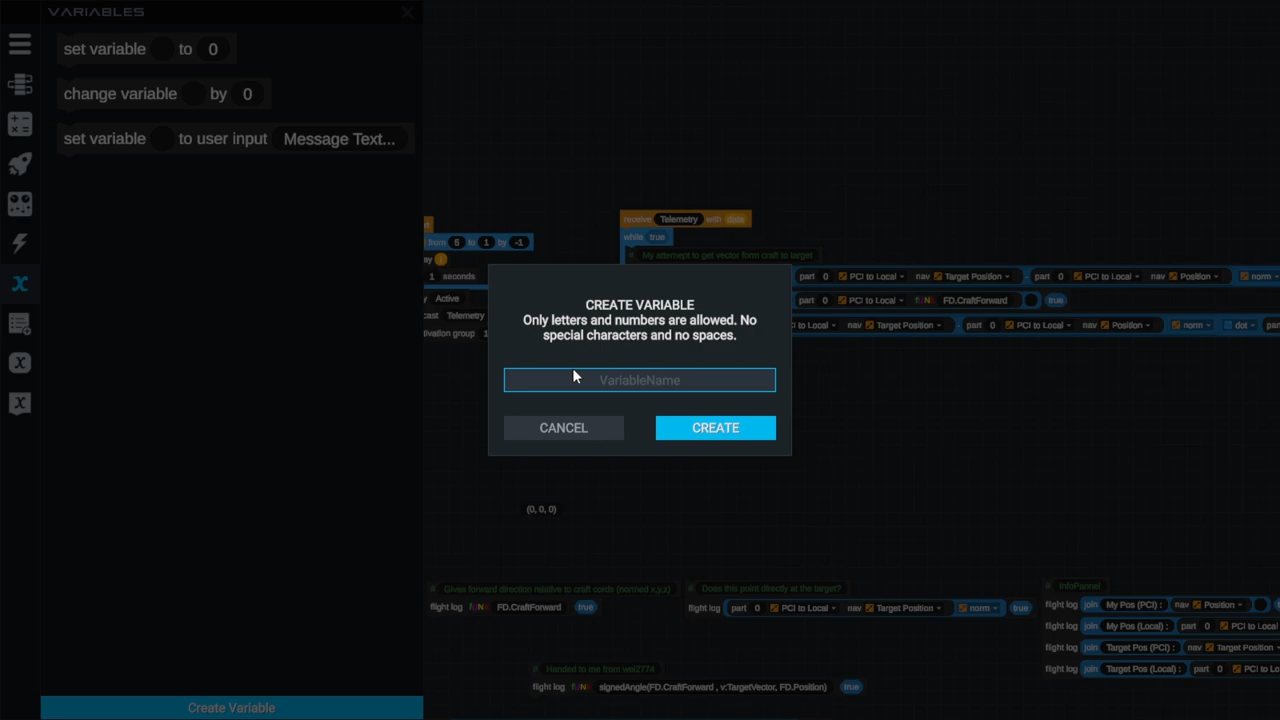 VARIABLES
set variable to 0
change variable by 0
set variable to user input Message Text...
receive Telemetry with data
from 5 to 1 by -1
while true
# My attemept to get vector form craft to target
1 seconds
part 0 PCI to Local nav Target Position - part 0 PCI to Local nav Position norm
Active
part 0 PCI to Local FUNK FD.CraftForward true
cast Telemetry
to Local nav Target Position - part 0 PCI to Local nav Position norm dot
CREATE VARIABLE
Only letters and numbers are allowed. No
special characters and no spaces.
VariableName
CANCEL CREATE
(0, 0, 0)
# Gives forward direction relative to craft cords (normed x,y,z)
flight log FUNK FD.CraftForward true
# Does this point directly at the target?
flight log part 0 PCI to Local nav Target Position norm true
# InfoPannel
flight log join My Pos (PCI) : nav Position
flight log join My Pos (Local) : part 0 PCI to Local
flight log join Target Pos (PCI) : nav Target Position
flight log join Target Pos (Local) : part 0 PCI to Lo
# Handed to me from wei2774
flight log FUNK signedAngle(FD.CraftForward , v:TargetVector, FD.Position) true
Create Variable